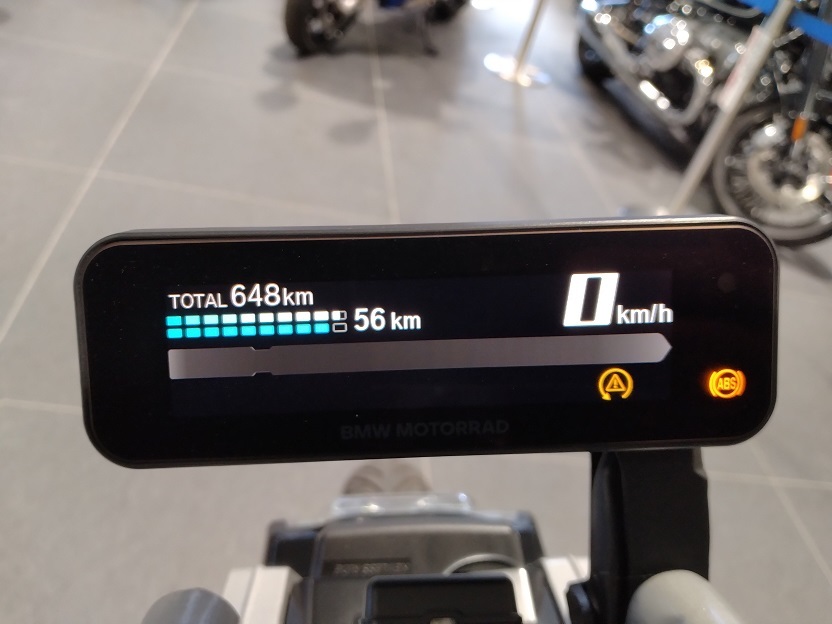 TOTAL 648km
56 km
0 km/h
ABS
BMW MOTORRAD